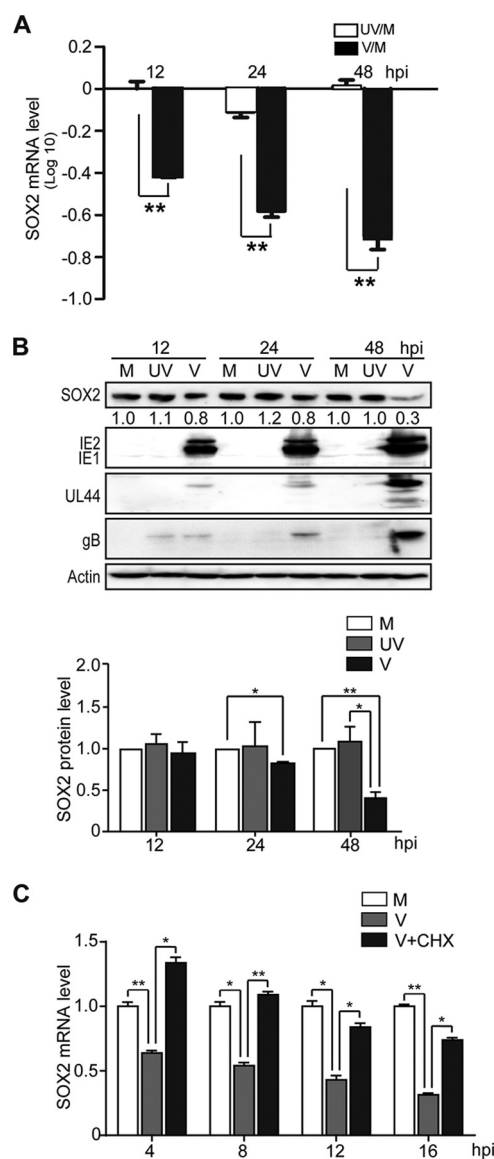 A
UV/M
V/M
0.2
0
-0.2
-0.4
-0.6
-0.8
-1.0
SOX2 mRNA level
(Log 10)
12 24 48 hpi
** ** **
B
12 24 48 hpi
M UV V M UV V M UV V
SOX2
1.0 1.1 0.8 1.0 1.2 0.8 1.0 1.0 0.3
IE2
IE1
UL44
gB
Actin
M
UV
V
SOX2 protein level
2.0
1.5
1.0
0.5
0
* ** *
12 24 48 hpi
C
M
V
V+CHX
SOX2 mRNA level
1.5
1.0
0.5
0
** * * ** * * ** *
4 8 12 16 hpi